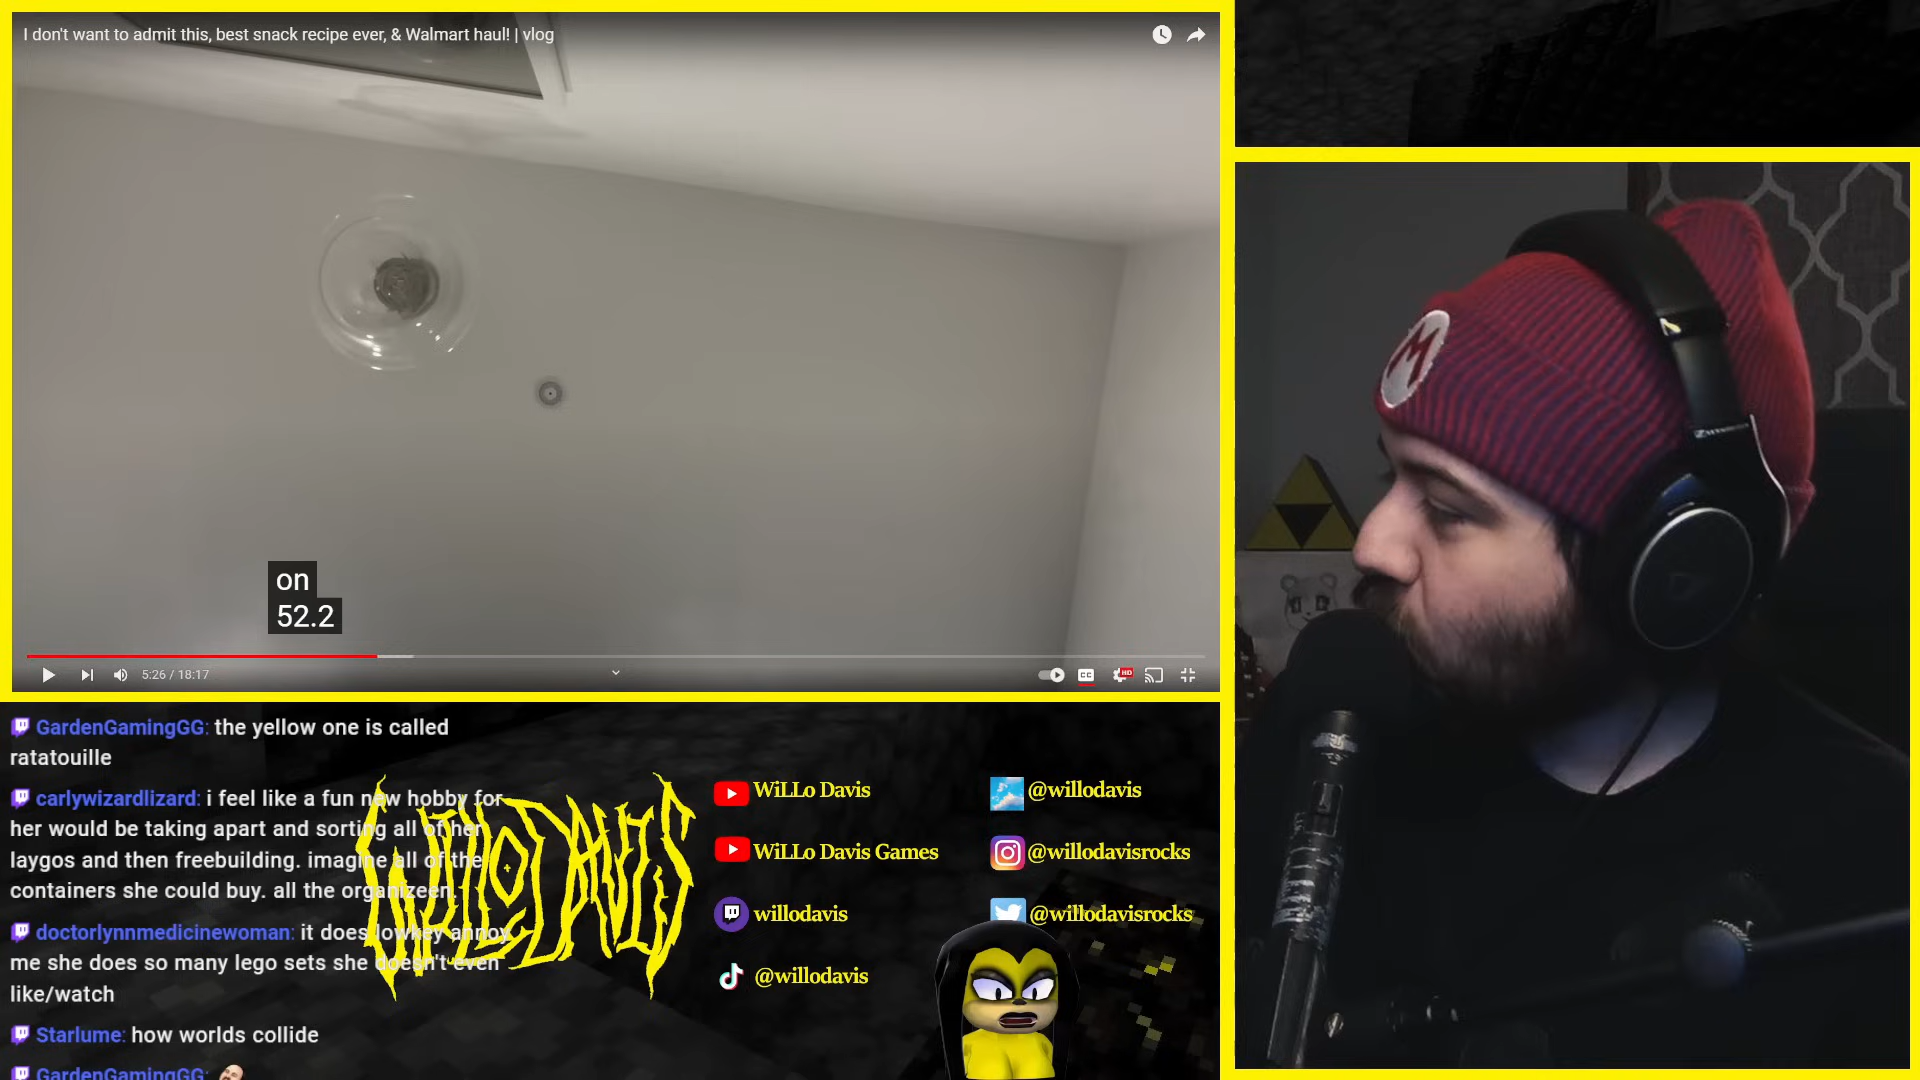 I don't want to admit this, best snack recipe ever, & Walmart haul! | vlog
M
on
52.2
5:26 / 18:17
CC
HD
GardenGamingGG: the yellow one is called
ratatouille
carlywizardlizard: i feel like a fun new hobby for
her would be taking apart and sorting all of her
laygos and then freebuilding. imagine all of the
containers she could buy. all the organizeen.
doctorlynnmedicinewoman: it does lowkey annoy
me she does so many lego sets she doesn't even
like/watch
Starlume: how worlds collide
GardenGamingGG:
WILLO DAVIS
WiLLo Davis
WiLLo Davis Games
willodavis
@willodavis
@willodavis
@willodavisrocks
@willodavisrocks